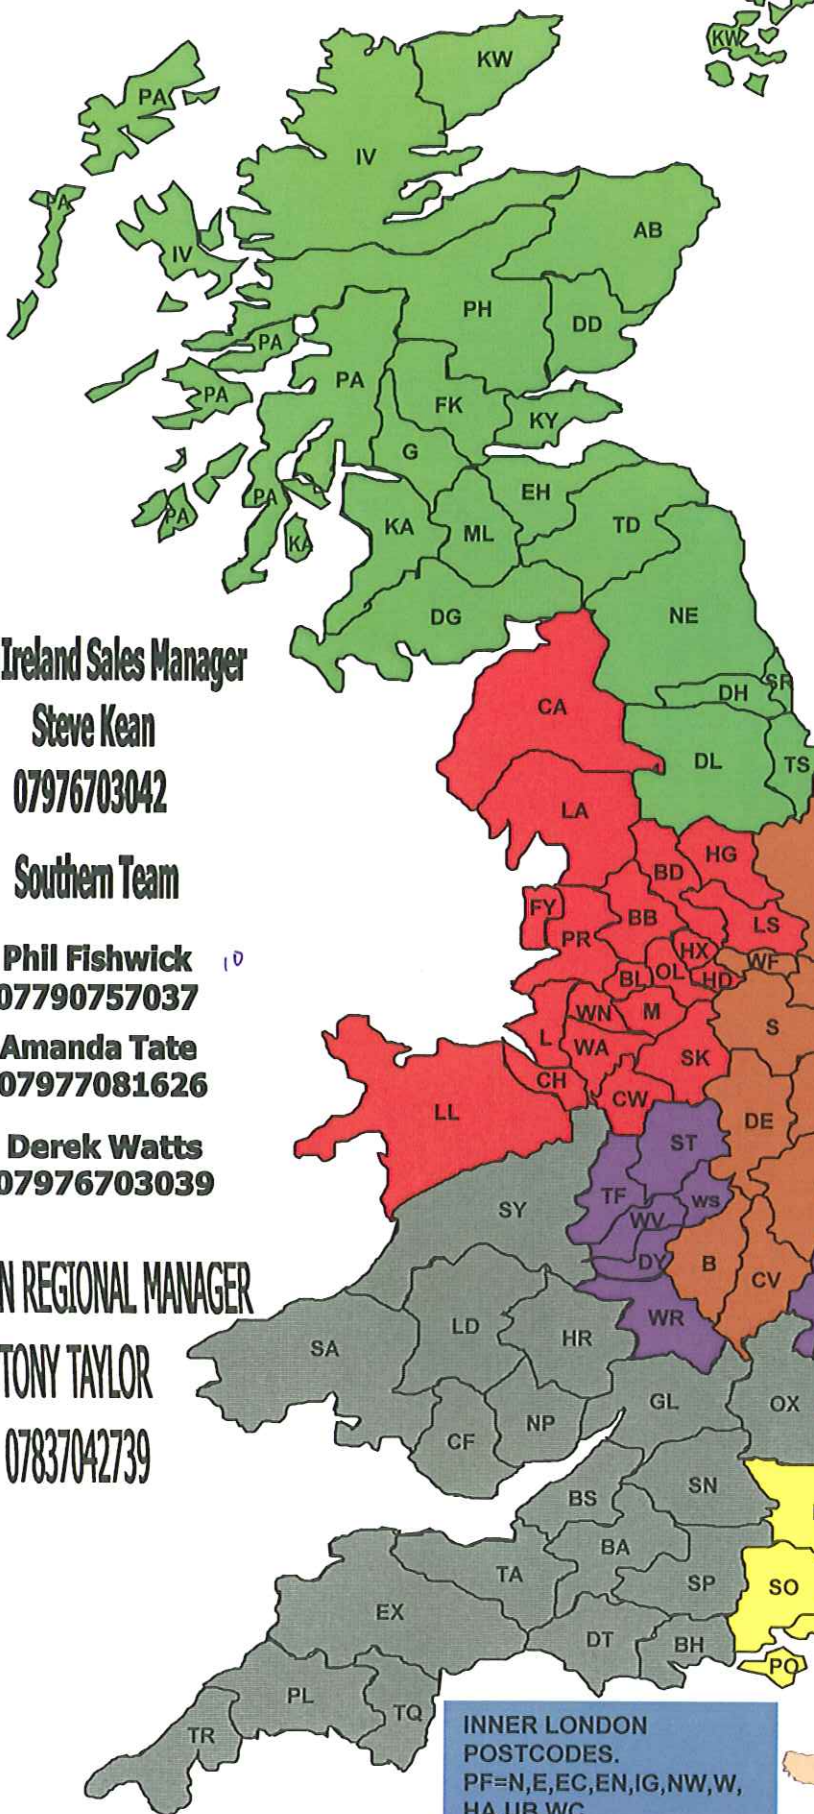 KW
KW
PA
IV
PA
IV
AB
PH
DD
PA
PA
PA
FK
KY
G
PA
PA
EH
KA
KA
ML
TD
DG
NE
SR
DH
CA
DL
TS
LA
Ireland Sales Manager
Steve Kean
07976703042
Southern Team
Phil Fishwick 10
07790757037
Amanda Tate
07977081626
Derek Watts
07976703039
N REGIONAL MANAGER
TONY TAYLOR
07837042739
HG
BD
FY
BB
LS
PR
HX
WF
BL
OL
HD
WN
M
S
L
WA
SK
CH
CW
LL
DE
ST
TF
WS
SY
WV
DY
B
CV
WR
LD
HR
SA
GL
OX
NP
CF
SN
BS
BA
TA
SP
SO
EX
DT
BH
PO
PL
TQ
TR
INNER LONDON
POSTCODES.
PF=N,E,EC,EN,IG,NW,W,
HA,UB,WC